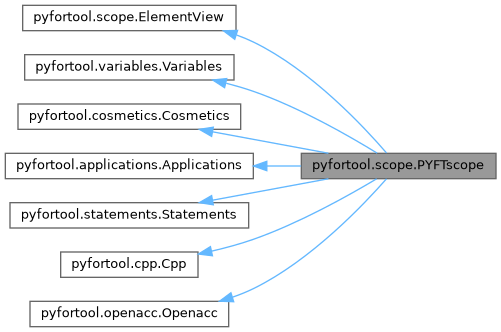 pyfortool.scope.ElementView
pyfortool.variables.Variables
pyfortool.cosmetics.Cosmetics
pyfortool.applications.Applications
pyfortool.scope.PYFTscope
pyfortool.statements.Statements
pyfortool.cpp.Cpp
pyfortool.openacc.Openacc